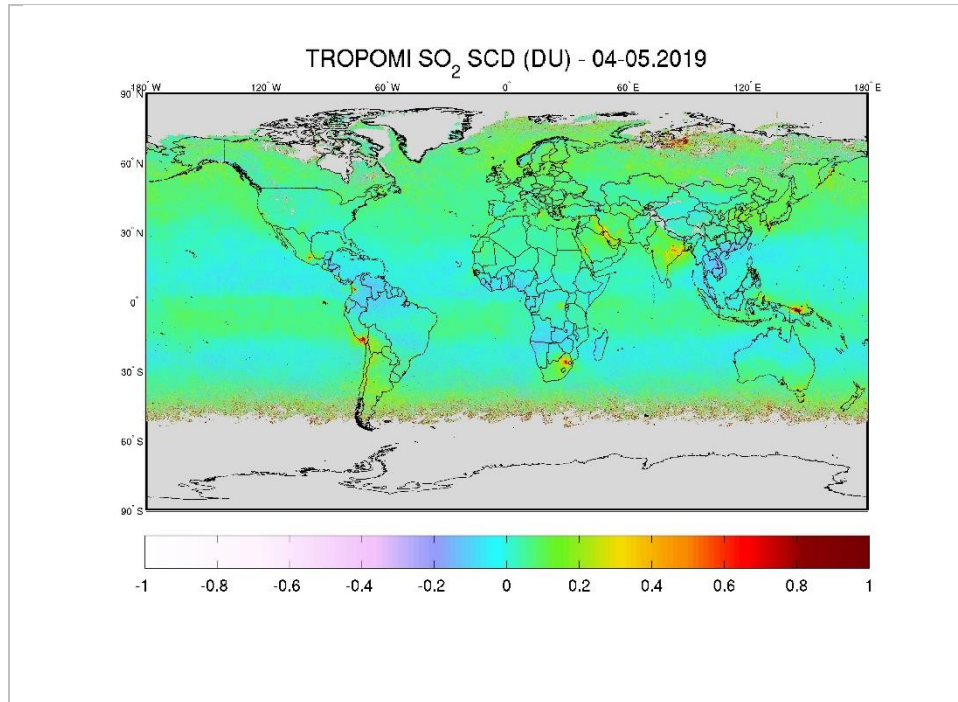 TROPOMI SO₂ SCD (DU) - 04-05.2019
180° W 120° W 60° W 0° 60° E 120° E 180° E
90° N
60° N
30° N
0°
30° S
60° S
90° S
-1 -0.8 -0.6 -0.4 -0.2 0 0.2 0.4 0.6 0.8 1